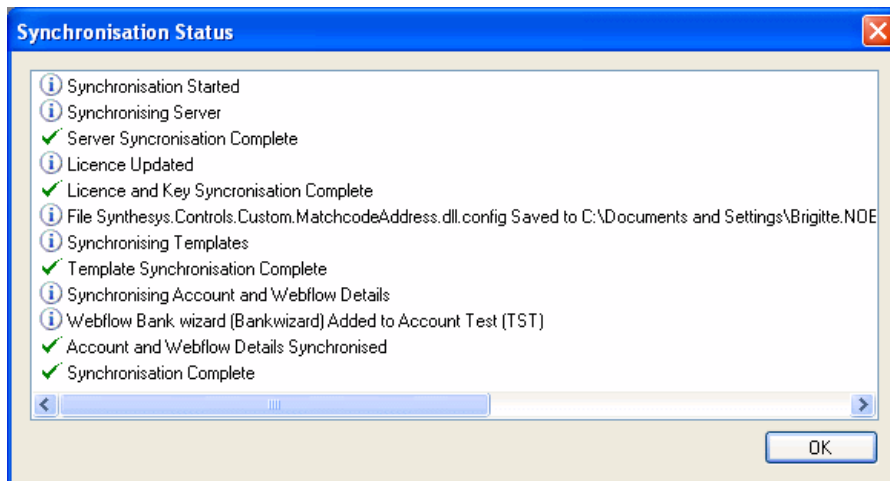 Synchronisation Status
Synchronisation Started
Synchronising Server
Server Syncronisation Complete
Licence Updated
Licence and Key Syncronisation Complete
File Synthesys.Controls.Custom.MatchcodeAddress.dll.config Saved to C:\Documents and Settings\Brigitte.NOE
Synchronising Templates
Template Synchronisation Complete
Synchronising Account and Webflow Details
Webflow Bank wizard (Bankwizard) Added to Account Test (TST)
Account and Webflow Details Synchronised
Synchronisation Complete
OK